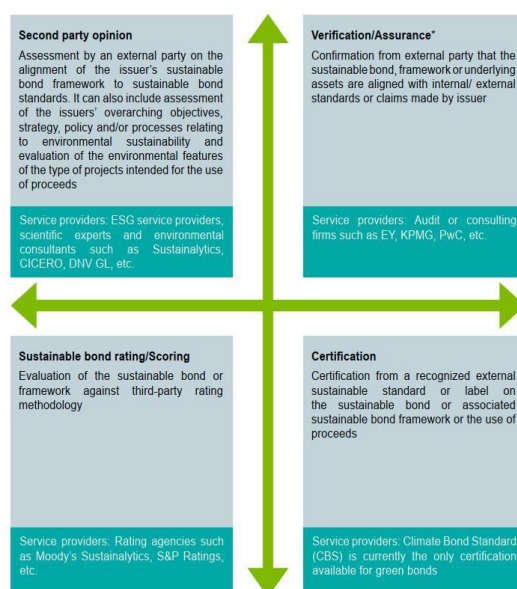 Second party opinion
Assessment by an external party on the
alignment of the issuer's sustainable
bond framework to sustainable bond
standards. It can also include assessment
of the issuers' overarching objectives,
strategy, policy and/or processes relating
to environmental sustainability and
evaluation of the environmental features
of the type of projects intended for the use
of proceeds
Service providers: ESG service providers,
scientific experts and environmental
consultants such as Sustainalytics,
CICERO, DNV GL, etc.
Verification/Assurance*
Confirmation from external party that the
sustainable bond, framework or underlying
assets are aligned with internal/ external
standards or claims made by issuer
Service providers: Audit or consulting
firms such as EY, KPMG, PwC, etc.
Sustainable bond rating/Scoring
Evaluation of the sustainable bond or
framework against third-party rating
methodology
Service providers: Rating agencies such
as Moody's Sustainalytics, S&P Ratings,
etc.
Certification
Certification from a recognized external
sustainable standard or label on
the sustainable bond or associated
sustainable bond framework or the use of
proceeds
Service providers: Climate Bond Standard
(CBS) is currently the only certification
available for green bonds